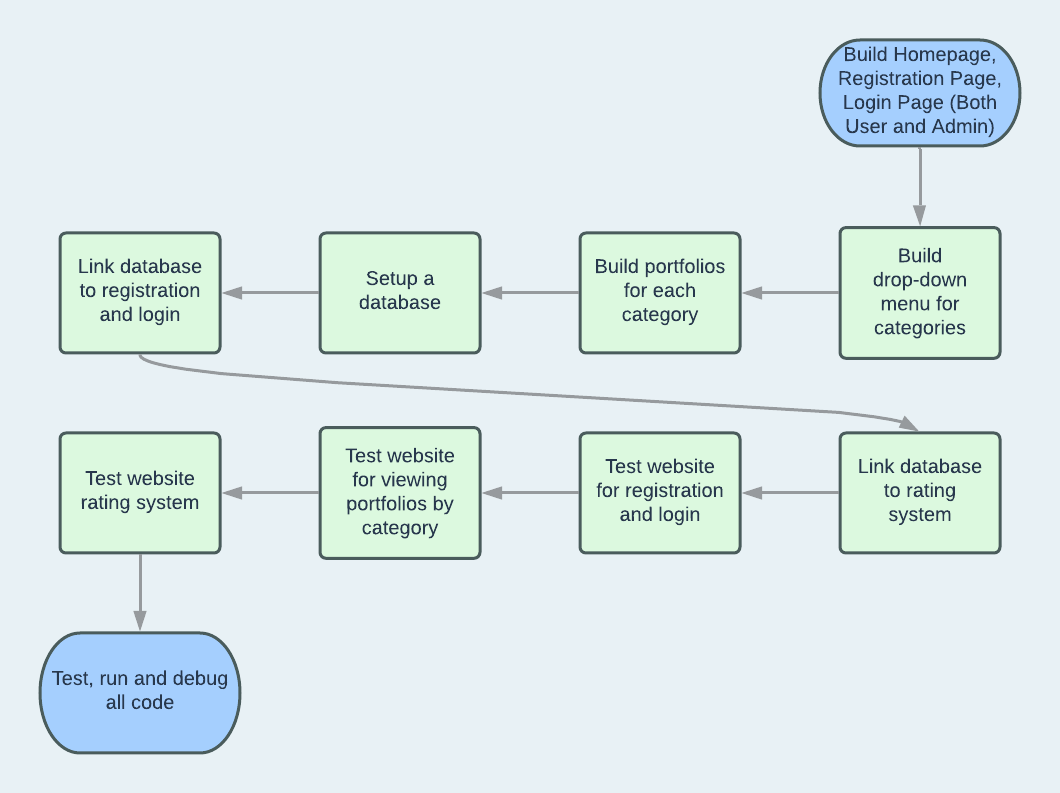 Build Homepage,
Registration Page,
Login Page (Both
User and Admin)
Build
drop-down
menu for
categories
Build portfolios
for each
category
Setup a
database
Link database
to registration
and login
Link database
to rating
system
Test website
for registration
and login
Test website
for viewing
portfolios by
category
Test website
rating system
Test, run and debug
all code